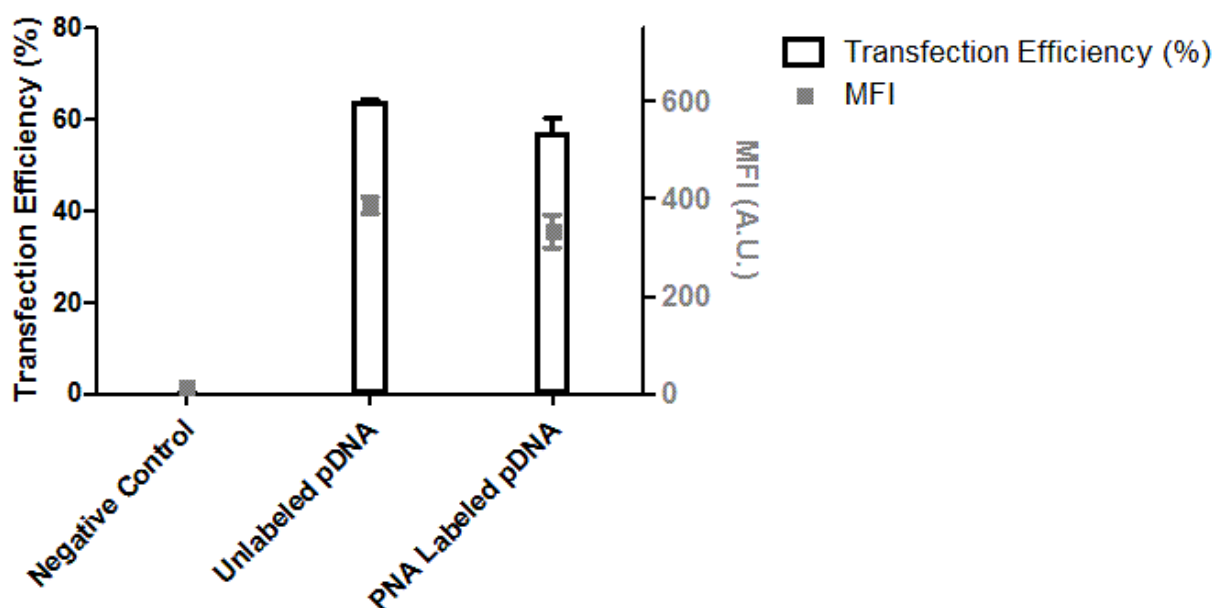 80
60
40
20
0
Transfection Efficiency (%)
600
400
200
0
MFI (A.U.)
Transfection Efficiency (%)
MFI
Negative Control
Unlabeled pDNA
PNA Labeled pDNA